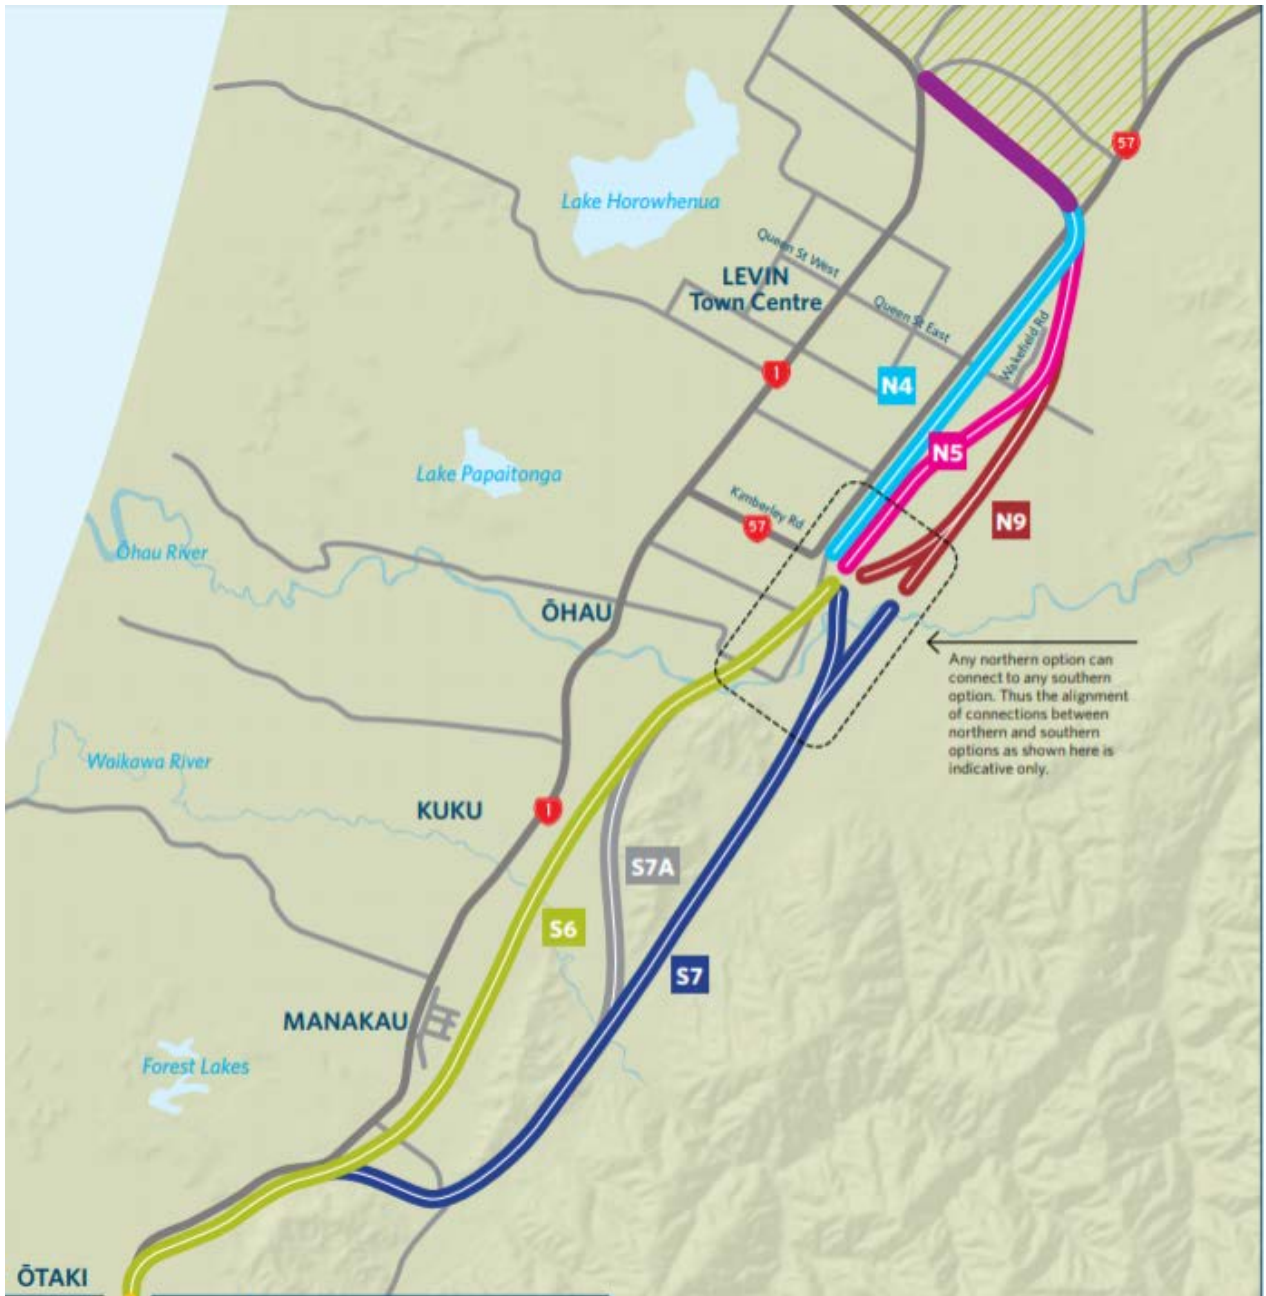 57
Lake Horowhenua
Queen St West
LEVIN
Town Centre
Queen St East
Wakefield Rd
1
N4
N5
Lake Papaitonga
Kimberley Rd
57
N9
Ōhau River
ŌHAU
Any northern option can
connect to any southern
option. Thus the alignment
of connections between
northern and southern
options as shown here is
indicative only.
Waikawa River
KUKU
1
S7A
S6
S7
MANAKAU
Forest Lakes
ŌTAKI